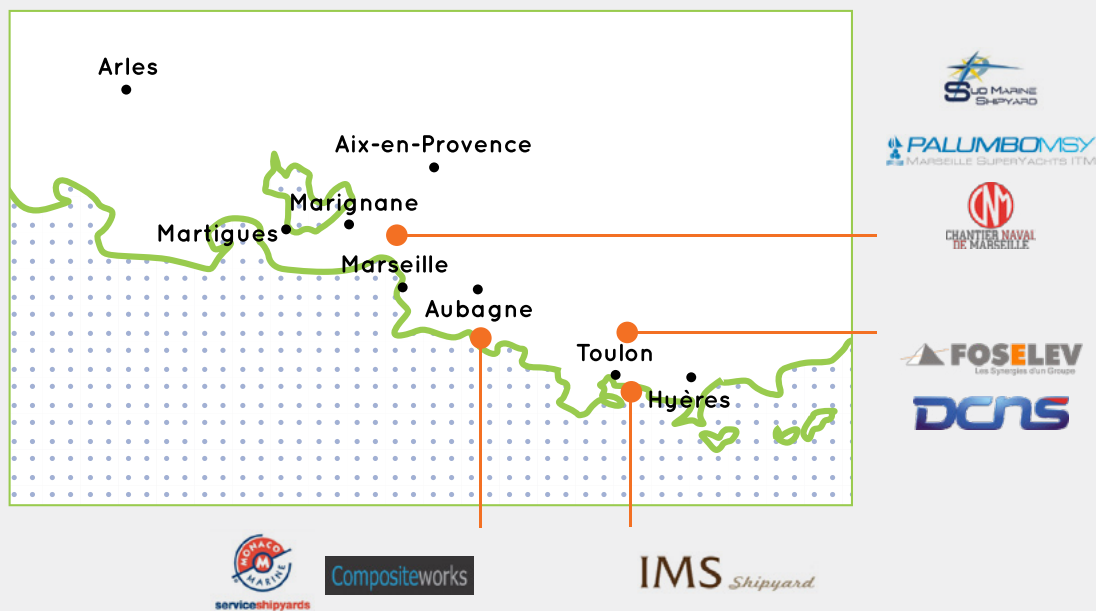 Arles
Aix-en-Provence
Marignane
Martigues
Marseille
Aubagne
Toulon
Hyères
SUD MARINE
SHIPYARD
PALUMBOMSY
MARSEILLE SUPERYACHTS ITM
CNM
CHANTIER NAVAL
DE MARSEILLE
FOSELEV
Les Synergies d'un Groupe
DCNS
MONACO
M
MARINE
serviceshipyards
Compositeworks
IMS Shipyard